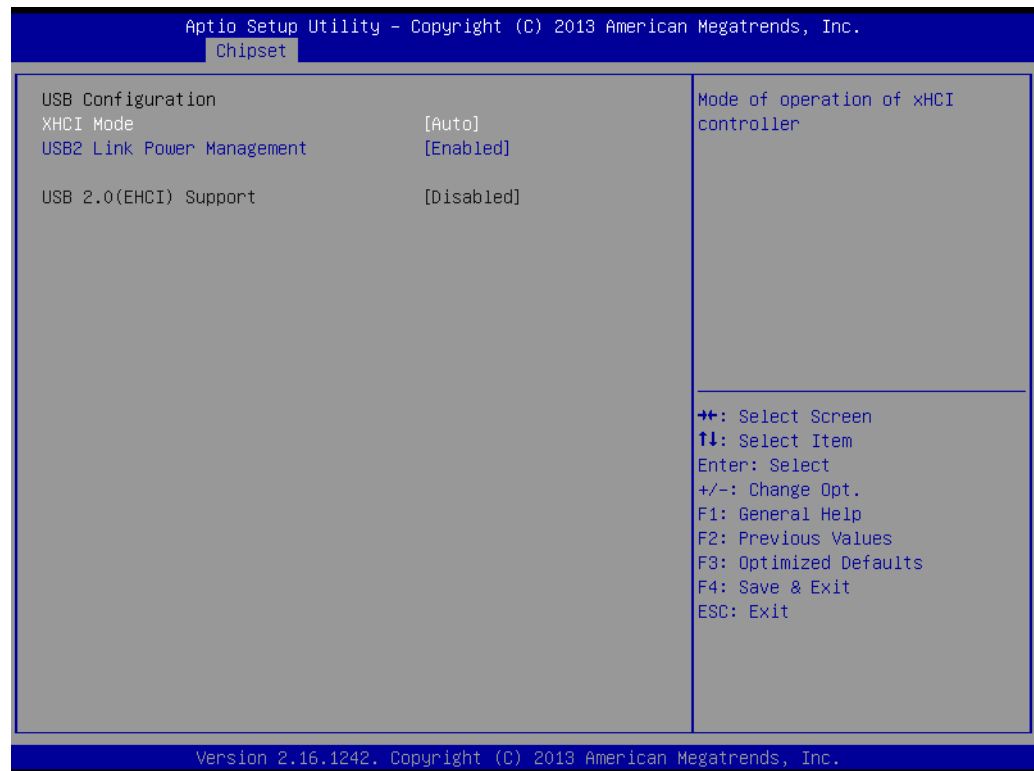 Aptio Setup Utility – Copyright (C) 2013 American Megatrends, Inc.
Chipset
USB Configuration
XHCI Mode [Auto]
USB2 Link Power Management [Enabled]
USB 2.0(EHCI) Support [Disabled]
Mode of operation of xHCI
controller
→←: Select Screen
↑↓: Select Item
Enter: Select
+/-: Change Opt.
F1: General Help
F2: Previous Values
F3: Optimized Defaults
F4: Save & Exit
ESC: Exit
Version 2.16.1242. Copyright (C) 2013 American Megatrends, Inc.